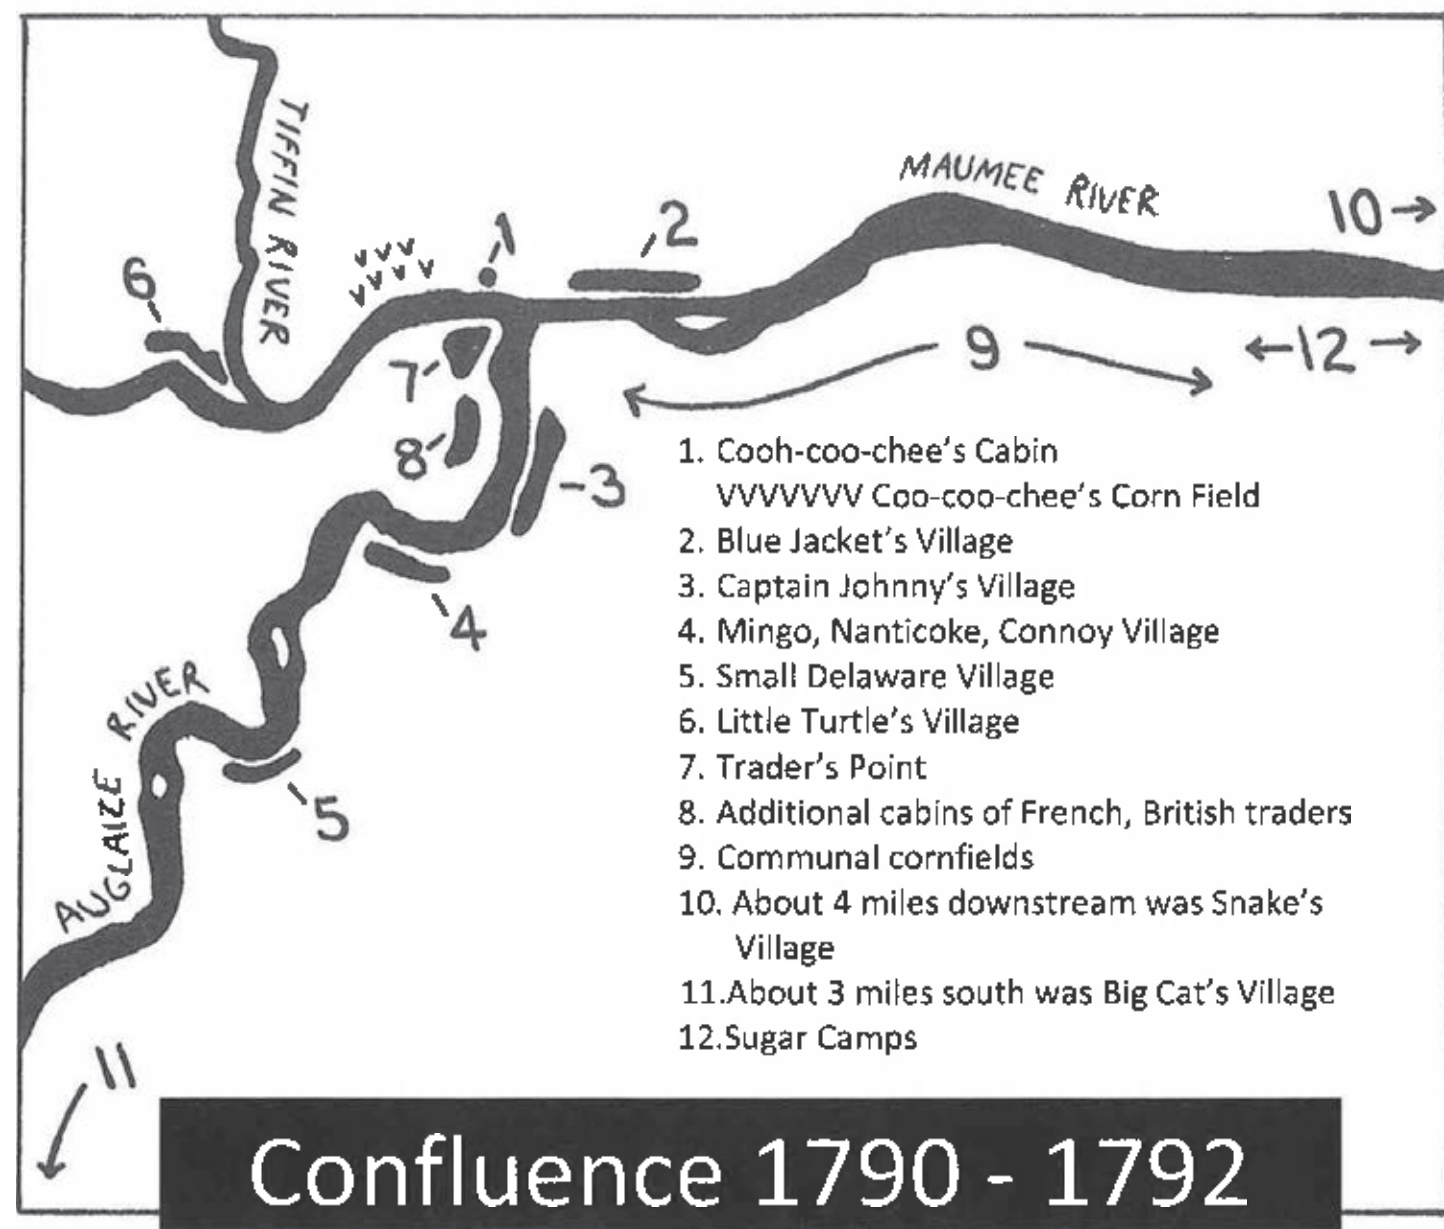 TIFFIN RIVER
MAUMEE RIVER
10
1
2
6
9
12
7
8
3
4
AUGLAIZE RIVER
5
11
1. Cooh-coo-chee's Cabin
VVVVVVV Coo-coo-chee's Corn Field
2. Blue Jacket's Village
3. Captain Johnny's Village
4. Mingo, Nanticoke, Connoy Village
5. Small Delaware Village
6. Little Turtle's Village
7. Trader's Point
8. Additional cabins of French, British traders
9. Communal cornfields
10. About 4 miles downstream was Snake's
Village
11.About 3 miles south was Big Cat's Village
12.Sugar Camps
Confluence 1790 - 1792